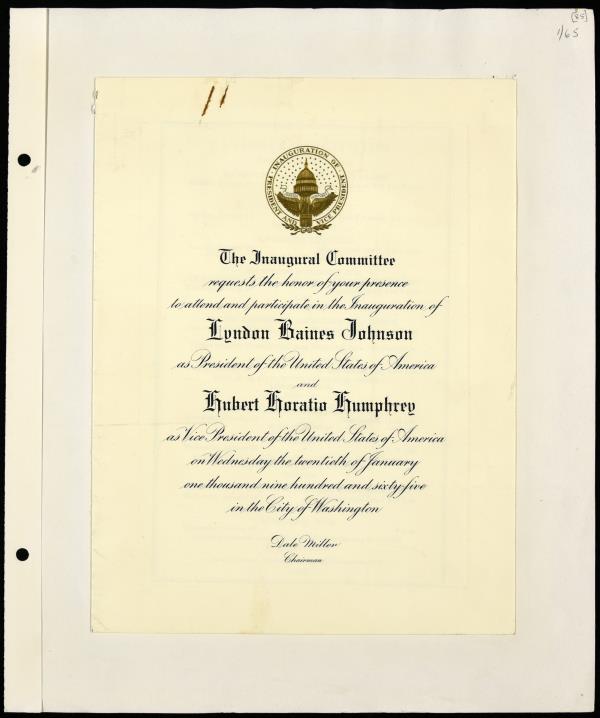 [85]
1/65
INAUGURATION OF
PRESIDENT AND VICE PRESIDENT
The Inaugural Committee
requests the honor of your presence
to attend and participate in the Inauguration of
Lyndon Baines Johnson
as President of the United States of America
and
Hubert Horatio Humphrey
as Vice President of the United States of America
on Wednesday the twentieth of January
one thousand nine hundred and sixty-five
in the City of Washington
Dale Miller
Chairman